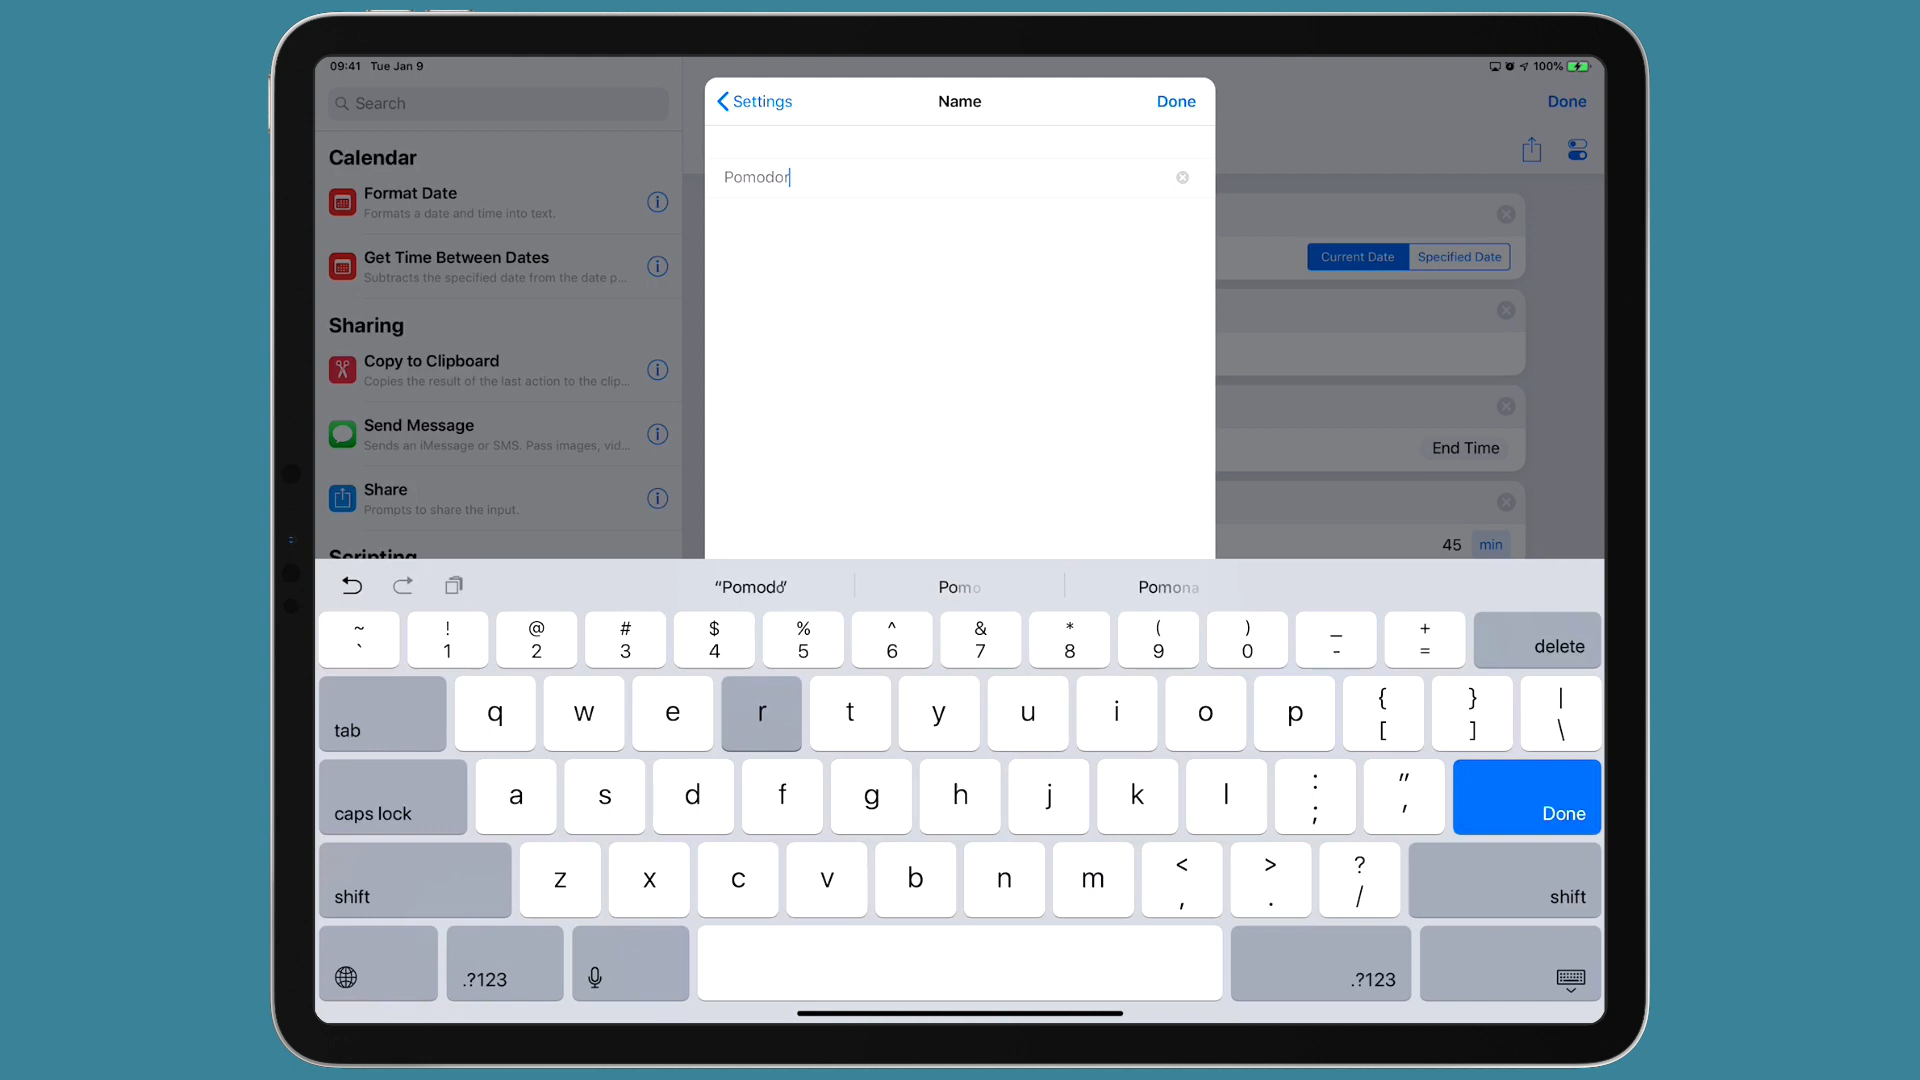 09:41 Tue Jan 9
100%
Search
Settings
Name
Done
Done
Calendar
Pomodor
Format Date
Formats a date and time into text.
Current Date
Specified Date
Get Time Between Dates
Subtracts the specified date from the date p...
Sharing
Copy to Clipboard
Copies the result of the last action to the clip...
Send Message
Sends an iMessage or SMS. Pass images, vid...
End Time
Share
Prompts to share the input.
Scripting
45 min
“Pomodo”
Pomo
Pomona
~ ! @ # $ % ^ & * ( ) _ +
` 1 2 3 4 5 6 7 8 9 0 - = delete
tab q w e r t y u i o p { [ } ] | \
caps lock a s d f g h j k l : ; " ' Done
shift z x c v b n m < , > . ? / shift
.?123 .?123